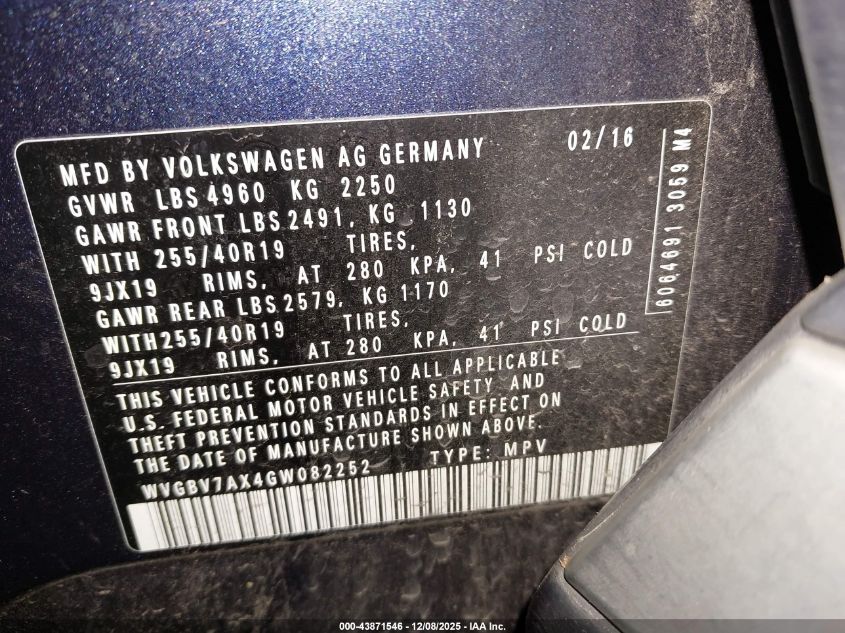 MFD BY VOLKSWAGEN AG GERMANY 02/16
GVWR LBS 4960 KG 2250
GAWR FRONT LBS 2491, KG 1130
WITH 255/40R19 TIRES,
9JX19 RIMS, AT 280 KPA, 41 PSI COLD
GAWR REAR LBS 2579, KG 1170
WITH 255/40R19 TIRES,
9JX19 RIMS, AT 280 KPA, 41 PSI COLD
THIS VEHICLE CONFORMS TO ALL APPLICABLE
U.S. FEDERAL MOTOR VEHICLE SAFETY AND
THEFT PREVENTION STANDARDS IN EFFECT ON
THE DATE OF MANUFACTURE SHOWN ABOVE.
WVGBV7AX4GW082252 TYPE: MPV
6064691 3059 M4
000-43871546 - 12/08/2025 - IAA Inc.